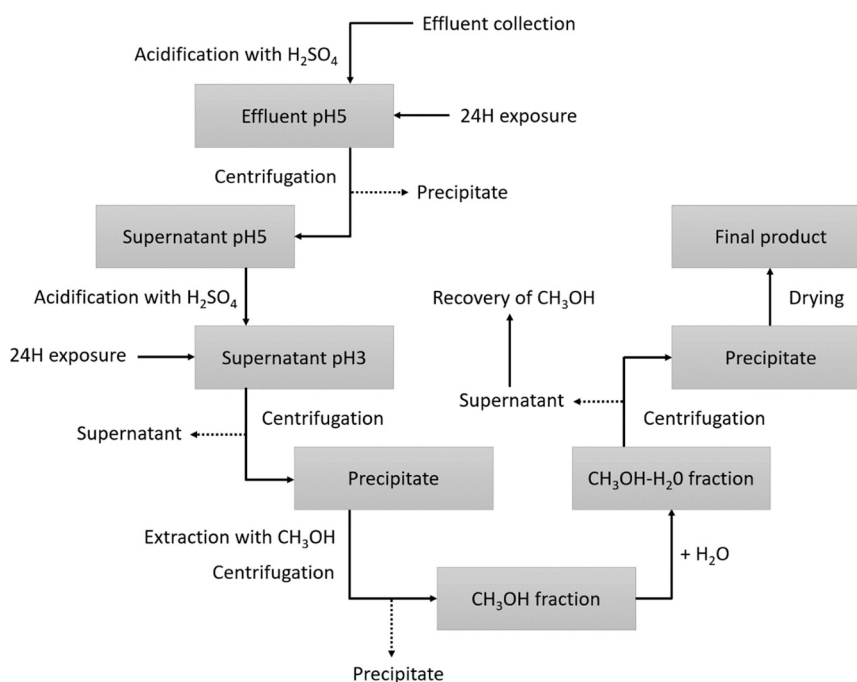 Effluent collection
Acidification with H₂SO₄
Effluent pH5
24H exposure
Centrifugation
Precipitate
Supernatant pH5
Final product
Acidification with H₂SO₄
Recovery of CH₃OH
Drying
24H exposure
Supernatant pH3
Precipitate
Supernatant
Centrifugation
Centrifugation
Supernatant
Precipitate
CH₃OH-H₂0 fraction
Extraction with CH₃OH
Centrifugation
+ H₂O
CH₃OH fraction
Precipitate